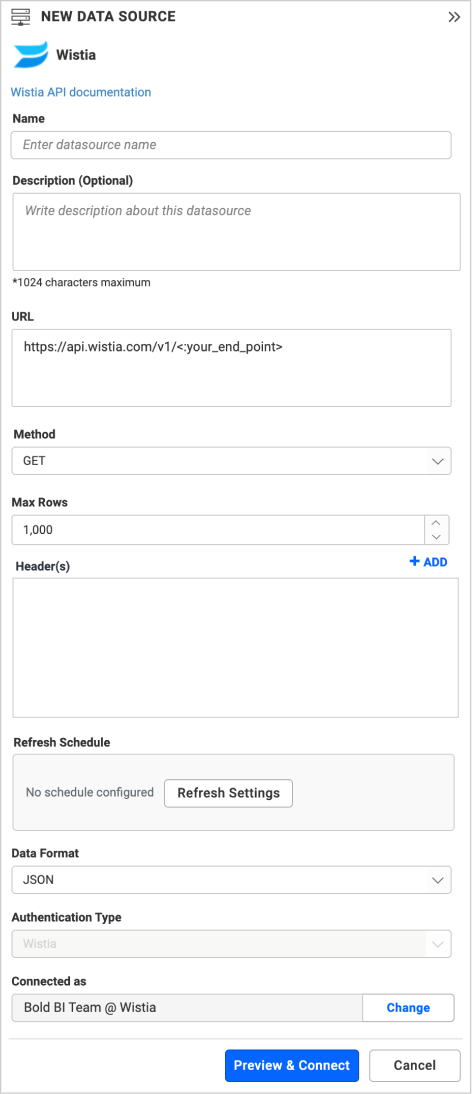 NEW DATA SOURCE
Wistia
Wistia API documentation
Name
Enter datasource name
Description (Optional)
Write description about this datasource
*1024 characters maximum
URL
https://api.wistia.com/v1/<:your_end_point>
Method
GET
Max Rows
1,000
Header(s)
+ ADD
Refresh Schedule
No schedule configured
Refresh Settings
Data Format
JSON
Authentication Type
Wistia
Connected as
Bold BI Team @ Wistia
Change
Preview & Connect
Cancel